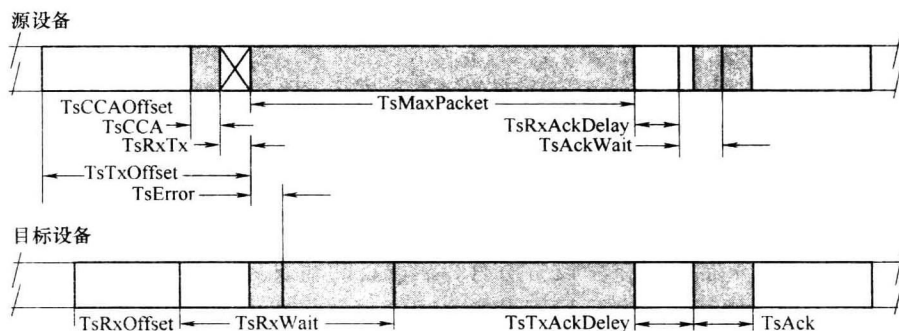 源设备
TsCCAOffset
TsCCA
TsRxTx
TsTxOffset
TsError
TsMaxPacket
TsRxAckDelay
TsAckWait
目标设备
TsRxOffset
TsRxWait
TsTxAckDeley
TsAck